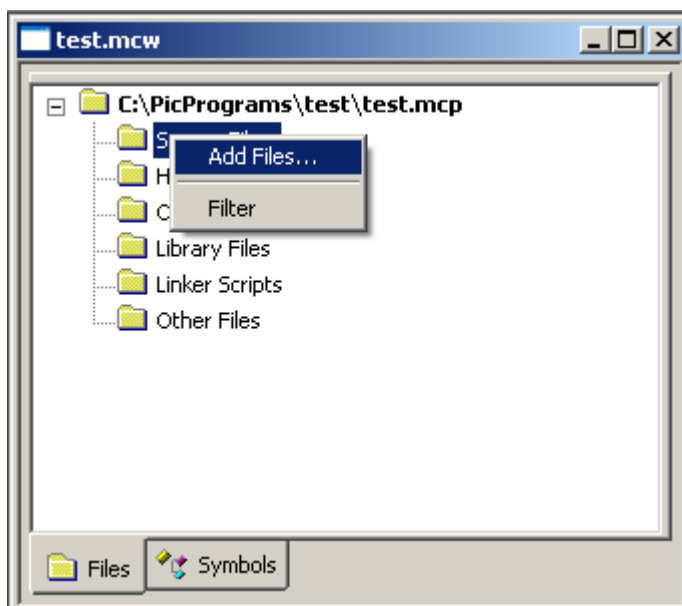 test.mcw
C:\PicPrograms\test\test.mcp
S
Add Files...
H
Filter
Library Files
Linker Scripts
Other Files
Files
Symbols